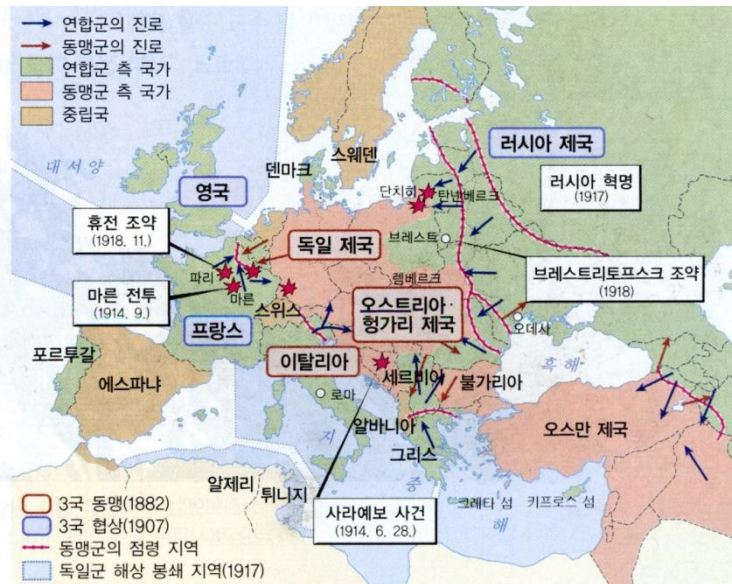 연합군의 진로
동맹군의 진로
연합군 측 국가
동맹군 측 국가
중립국
대서양
영국
덴마크
스웨덴
러시아 제국
러시아 혁명
(1917)
단치히
탄넨베르크
휴전 조약
(1918. 11.)
독일 제국
브레스트
파리
마른
렘베르크
브레스트리토프스크 조약
(1918)
마른 전투
(1914. 9.)
스위스
오스트리아·
헝가리 제국
오데사
프랑스
포르투갈
에스파냐
이탈리아
세르비아
불가리아
흑해
로마
알바니아
오스만 제국
그리스
지
중
해
알제리
튀니지
크레타 섬
키프로스 섬
사라예보 사건
(1914. 6. 28.)
3국 동맹(1882)
3국 협상(1907)
동맹군의 점령 지역
독일군 해상 봉쇄 지역(1917)